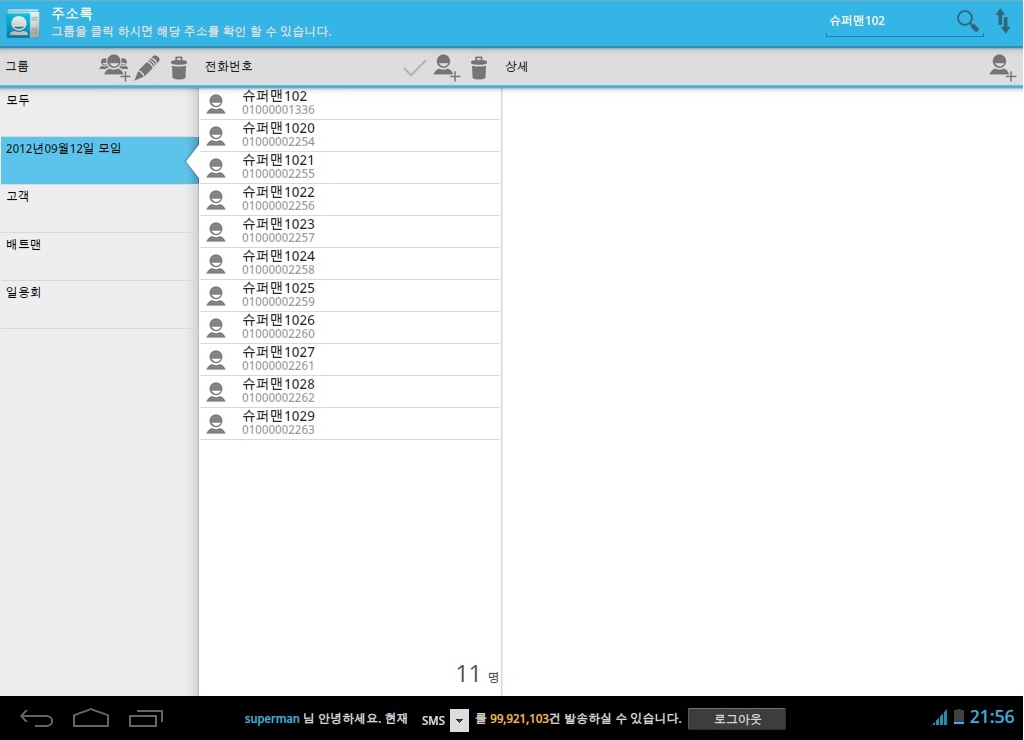 주소록
그룹을 클릭 하시면 해당 주소를 확인 할 수 있습니다.
슈퍼맨102
그룹
전화번호
상세
모두
2012년09월12일 모임
고객
배트맨
일용회
슈퍼맨102
01000001336
슈퍼맨1020
01000002254
슈퍼맨1021
01000002255
슈퍼맨1022
01000002256
슈퍼맨1023
01000002257
슈퍼맨1024
01000002258
슈퍼맨1025
01000002259
슈퍼맨1026
01000002260
슈퍼맨1027
01000002261
슈퍼맨1028
01000002262
슈퍼맨1029
01000002263
11 명
superman 님 안녕하세요. 현재 SMS 를 99,921,103건 발송하실 수 있습니다. 로그아웃
21:56